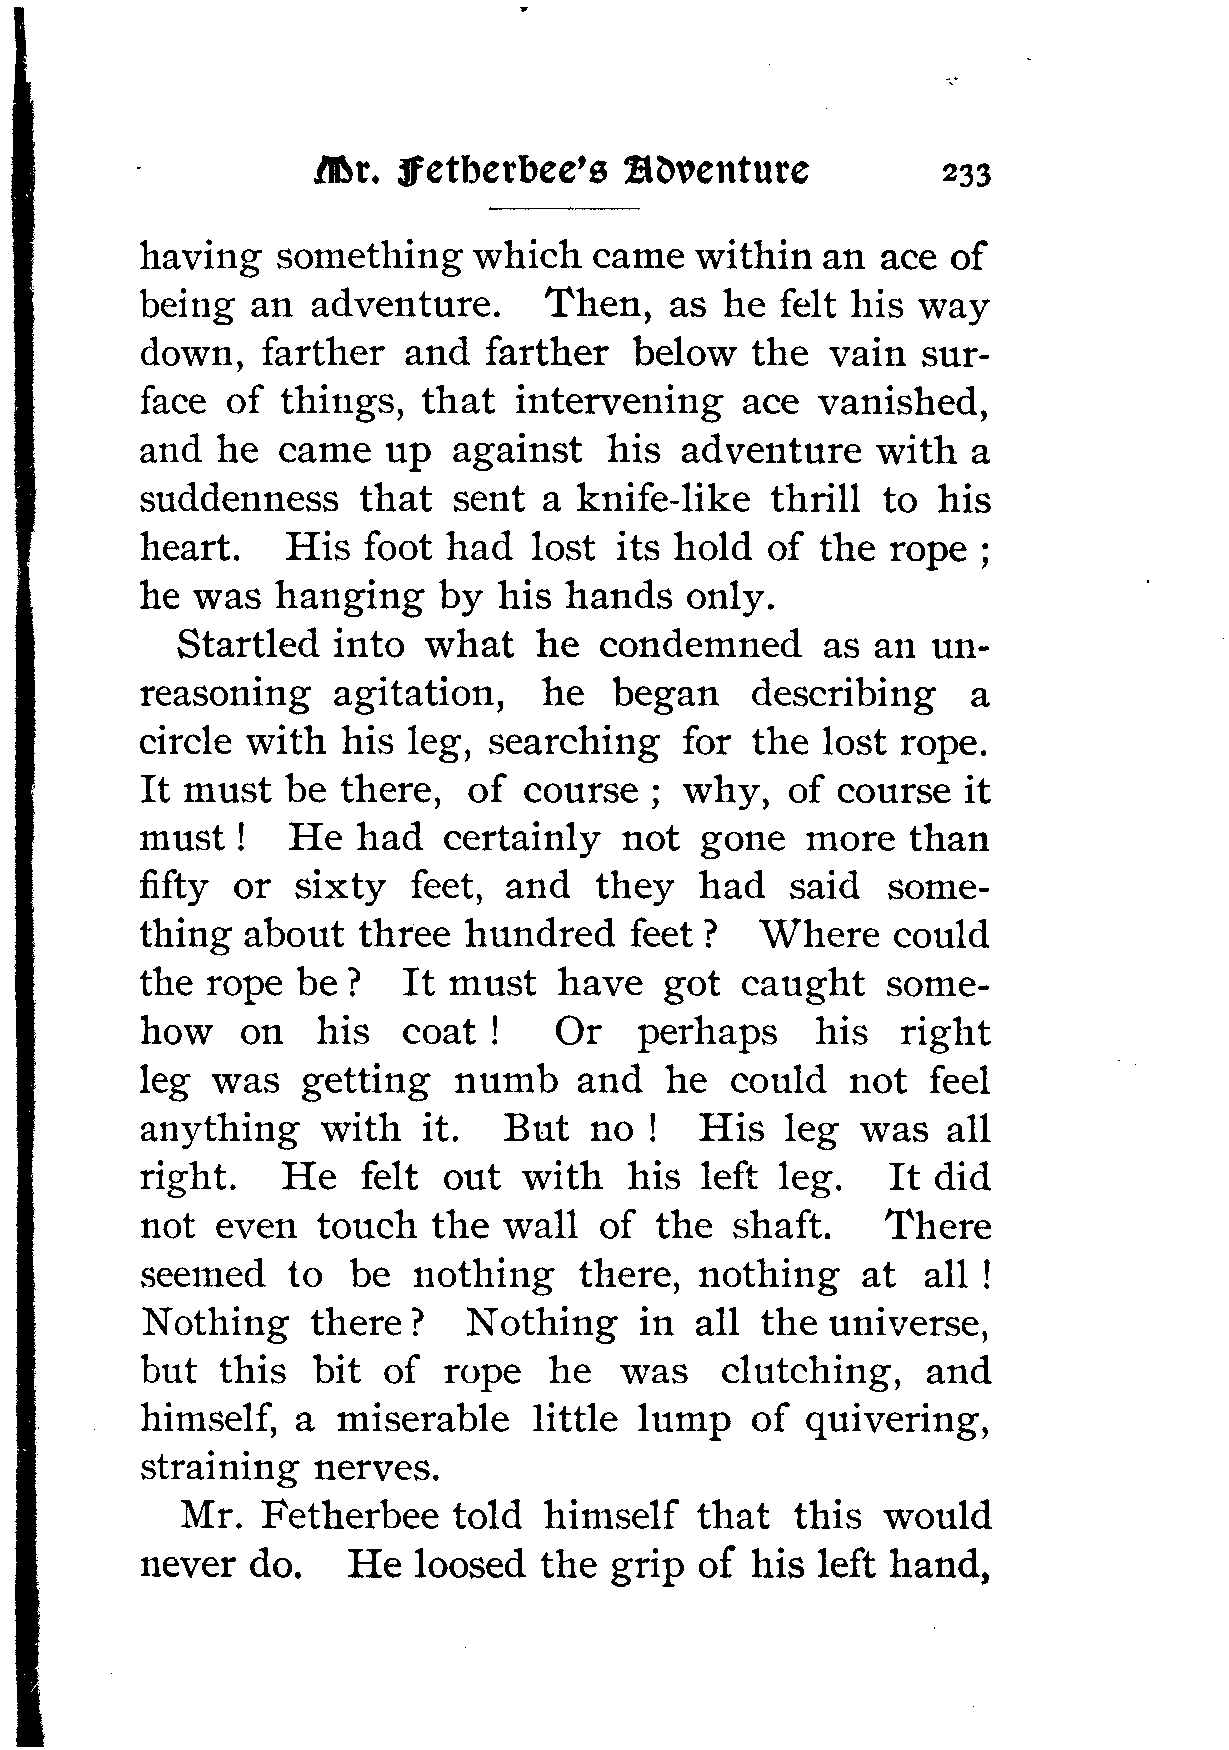 Mr. Fetherbee's Adventure 233
having something which came within an ace of
being an adventure. Then, as he felt his way
down, farther and farther below the vain sur-
face of things, that intervening ace vanished,
and he came up against his adventure with a
suddenness that sent a knife-like thrill to his
heart. His foot had lost its hold of the rope ;
he was hanging by his hands only.
Startled into what he condemned as an un-
reasoning agitation, he began describing a
circle with his leg, searching for the lost rope.
It must be there, of course ; why, of course it
must ! He had certainly not gone more than
fifty or sixty feet, and they had said some-
thing about three hundred feet ? Where could
the rope be ? It must have got caught some-
how on his coat ! Or perhaps his right
leg was getting numb and he could not feel
anything with it. But no ! His leg was all
right. He felt out with his left leg. It did
not even touch the wall of the shaft. There
seemed to be nothing there, nothing at all !
Nothing there ? Nothing in all the universe,
but this bit of rope he was clutching, and
himself, a miserable little lump of quivering,
straining nerves.
Mr. Fetherbee told himself that this would
never do. He loosed the grip of his left hand,